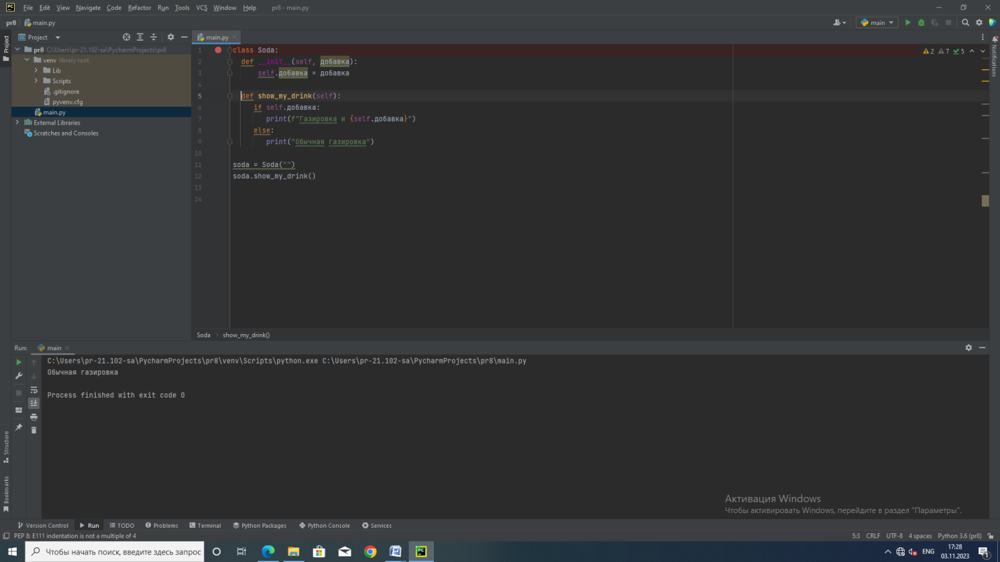 File Edit View Navigate Code Refactor Run Tools VCS Window Help pr8 - main.py
pr8 main.py main
Project main.py
Project
Notifications
pr8 C:\Users\pr-21.102-sa\PycharmProjects\pr8
venv library root
Lib
Scripts
.gitignore
pyvenv.cfg
main.py
External Libraries
Scratches and Consoles
2 7 5
1 class Soda:
2 def __init__(self, добавка):
3 self.добавка = добавка
4
5 def show_my_drink(self):
6 if self.добавка:
7 print(f"Газировка и {self.добавка}")
8 else:
9 print("Обычная газировка")
10
11 soda = Soda("")
12 soda.show_my_drink()
13
14
Soda show_my_drink()
Run: main
C:\Users\pr-21.102-sa\PycharmProjects\pr8\venv\Scripts\python.exe C:\Users\pr-21.102-sa\PycharmProjects\pr8\main.py
Обычная газировка
Process finished with exit code 0
Structure
Bookmarks
Активация Windows
Чтобы активировать Windows, перейдите в раздел "Параметры".
Version Control Run TODO Problems Terminal Python Packages Python Console Services
PEP 8: E111 indentation is not a multiple of 4 5:3 CRLF UTF-8 4 spaces Python 3.6 (pr8)
Чтобы начать поиск, введите здесь запрос ENG 17:28
03.11.2023 1